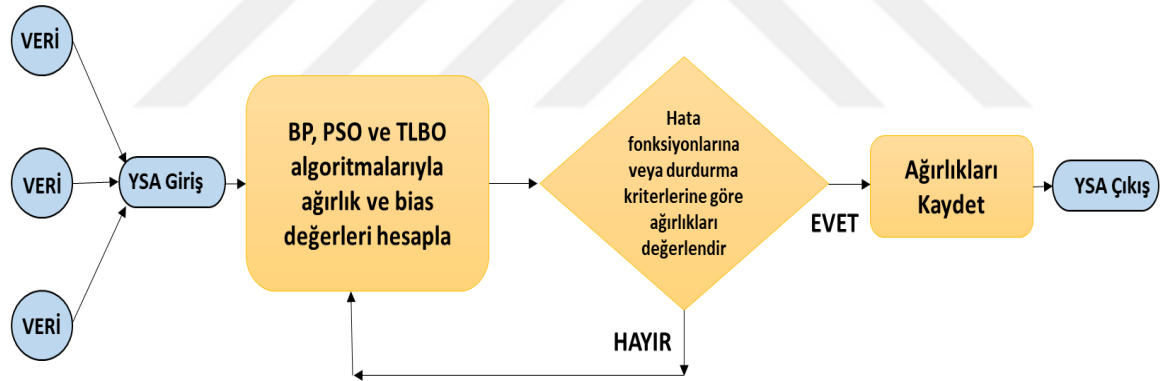 VERİ
VERİ
VERİ
YSA Giriş
BP, PSO ve TLBO
algoritmalarıyla
ağırlık ve bias
değerleri hesapla
Hata
fonksiyonlarına
veya durdurma
kriterlerine göre
ağırlıkları
değerlendir
EVET
HAYIR
Ağırlıkları
Kaydet
YSA Çıkış